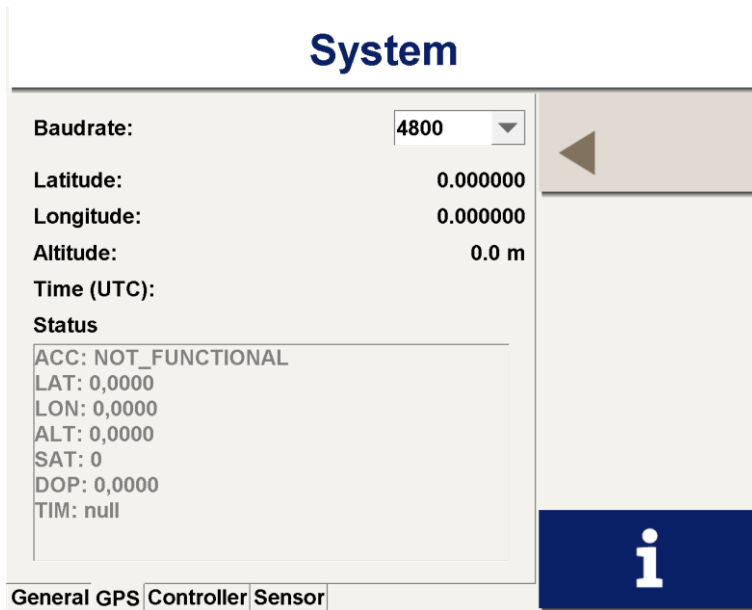 System
Baudrate: 4800
Latitude: 0.000000
Longitude: 0.000000
Altitude: 0.0 m
Time (UTC):
Status
ACC: NOT_FUNCTIONAL
LAT: 0,0000
LON: 0,0000
ALT: 0,0000
SAT: 0
DOP: 0,0000
TIM: null
General GPS Controller Sensor